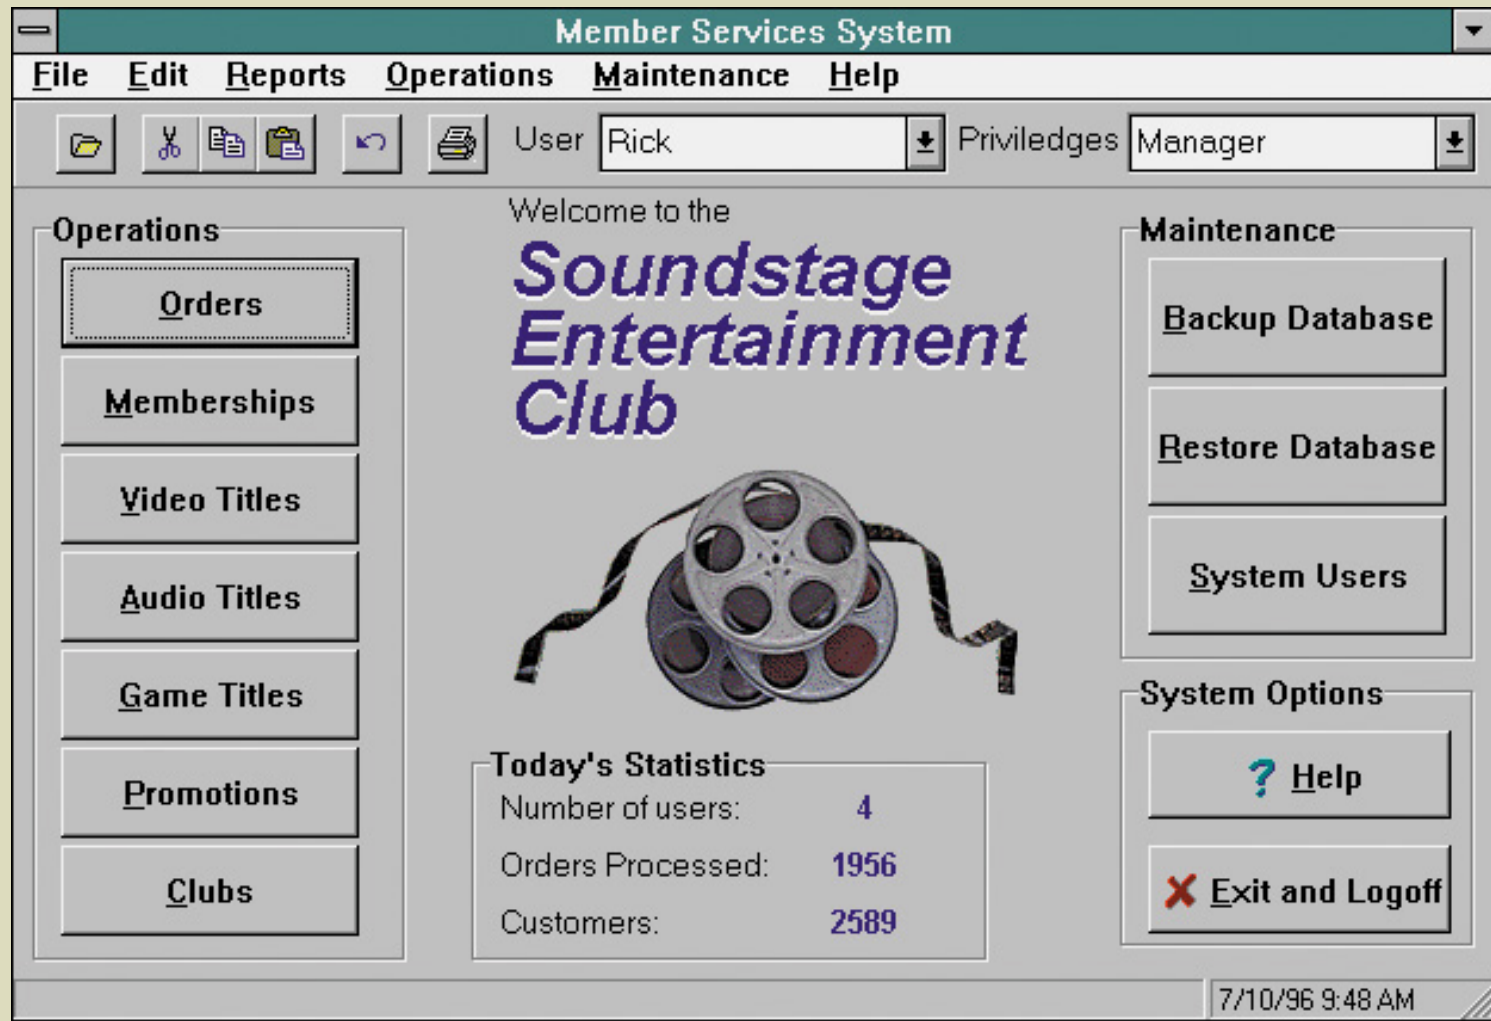 Member Services System
File Edit Reports Operations Maintenance Help
User Rick Priviledges Manager
Operations
Orders
Memberships
Video Titles
Audio Titles
Game Titles
Promotions
Clubs
Welcome to the
Soundstage
Entertainment
Club
Today's Statistics
Number of users: 4
Orders Processed: 1956
Customers: 2589
Maintenance
Backup Database
Restore Database
System Users
System Options
? Help
Exit and Logoff
7/10/96 9:48 AM